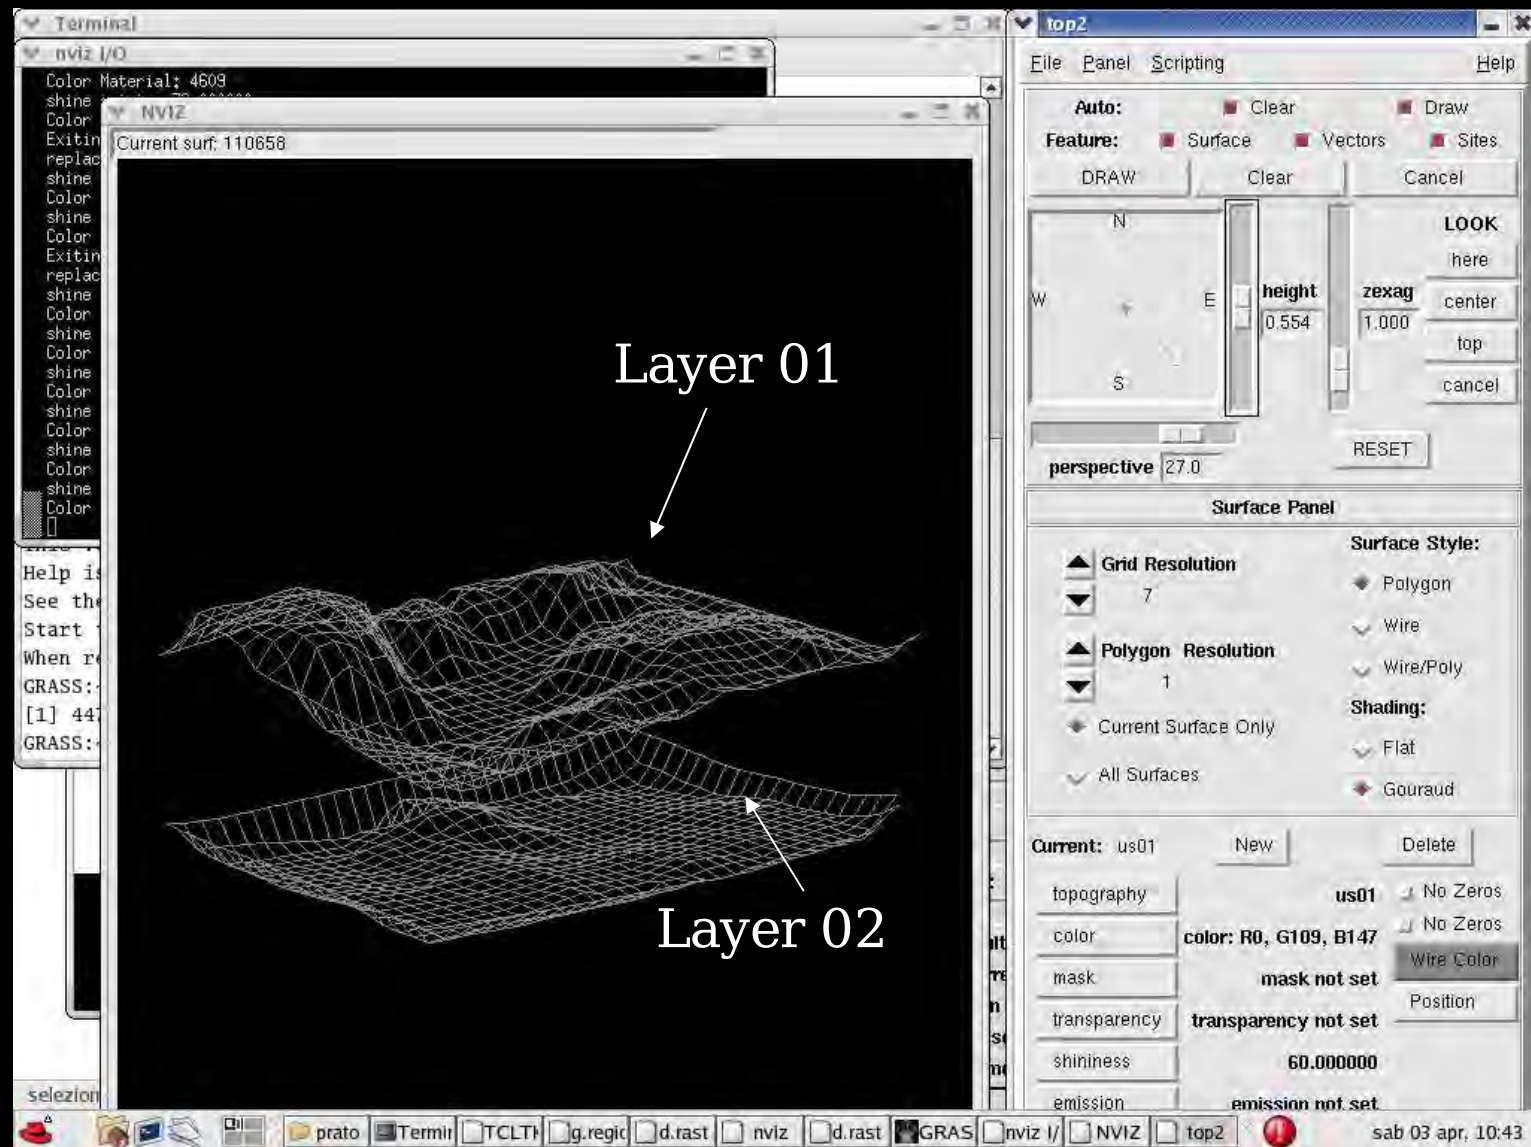 Terminal
nviz I/O
Color Material: 4609
shine
Color
Exitin
replac
shine
Color
shine
Color
Exitin
replac
shine
Color
shine
Color
shine
Color
shine
Color
shine
Color
shine
Color
Help is
See the
Start
When re
GRASS:
[1] 447
GRASS:
selezion
NVIZ
Current surf: 110658
Layer 01
Layer 02
top2
File Panel Scripting Help
Auto: Clear Draw
Feature: Surface Vectors Sites
DRAW Clear Cancel
N
W E
S
height
0.554
zexag
1.000
LOOK
here
center
top
cancel
perspective 27.0
RESET
Surface Panel
Grid Resolution
7
Polygon Resolution
1
Current Surface Only
All Surfaces
Surface Style:
Polygon
Wire
Wire/Poly
Shading:
Flat
Gouraud
Current: us01 New Delete
topography us01 No Zeros
color color: R0, G109, B147 No Zeros
Wire Color
mask mask not set
Position
transparency transparency not set
shininess 60.000000
emission emission not set
prato Termin TCLTK g.regic d.rast nviz d.rast GRAS nviz I/ NVIZ top2 sab 03 apr, 10:43